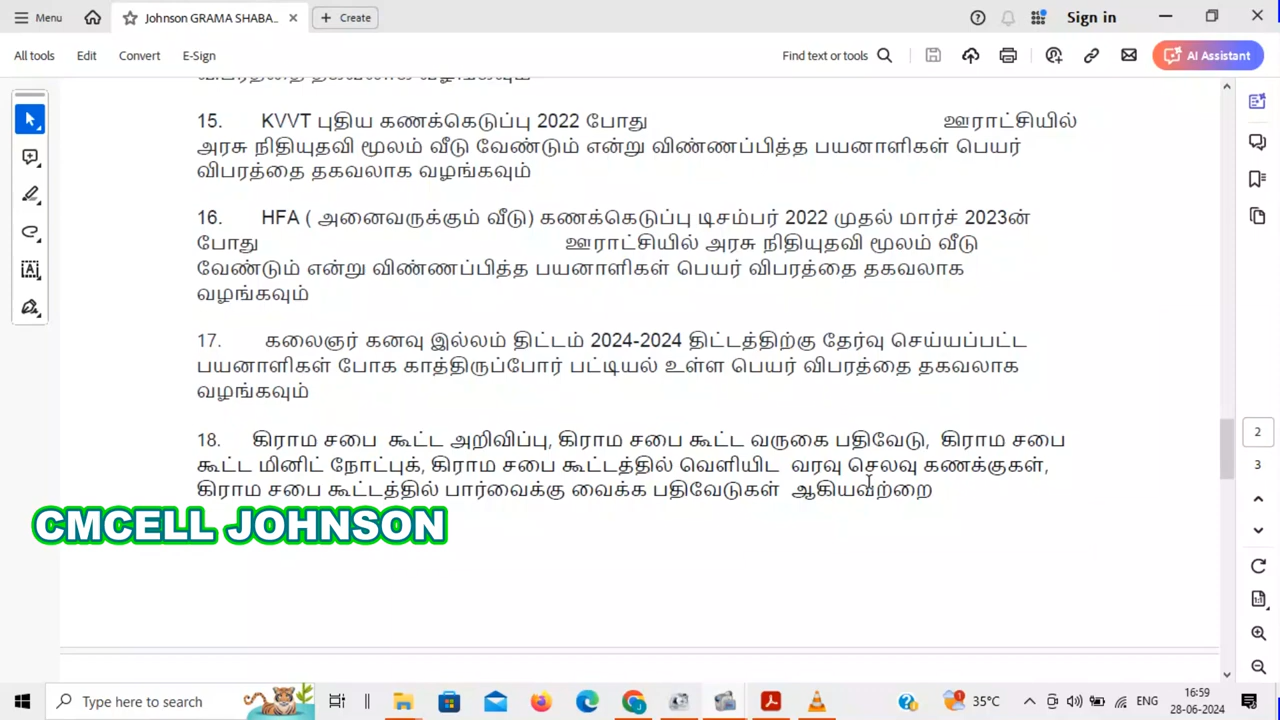 Menu
Johnson GRAMA SHABA...
Create
Sign in
All tools Edit Convert E-Sign
Find text or tools
AI Assistant
விபரத்தை தகவலாக வழங்கவும்
15. KVVT புதிய கணக்கெடுப்பு 2022 போது ஊராட்சியில்
அரசு நிதியுதவி மூலம் வீடு வேண்டும் என்று விண்ணப்பித்த பயனாளிகள் பெயர்
விபரத்தை தகவலாக வழங்கவும்
16. HFA ( அனைவருக்கும் வீடு) கணக்கெடுப்பு டிசம்பர் 2022 முதல் மார்ச் 2023ன்
போது ஊராட்சியில் அரசு நிதியுதவி மூலம் வீடு
வேண்டும் என்று விண்ணப்பித்த பயனாளிகள் பெயர் விபரத்தை தகவலாக
வழங்கவும்
17. கலைஞர் கனவு இல்லம் திட்டம் 2024-2024 திட்டத்திற்கு தேர்வு செய்யப்பட்ட
பயனாளிகள் போக காத்திருப்போர் பட்டியல் உள்ள பெயர் விபரத்தை தகவலாக
வழங்கவும்
18. கிராம சபை கூட்ட அறிவிப்பு, கிராம சபை கூட்ட வருகை பதிவேடு, கிராம சபை
கூட்ட மினிட் நோட்புக், கிராம சபை கூட்டத்தில் வெளியிட வரவு செலவு கணக்குகள்,
கிராம சபை கூட்டத்தில் பார்வைக்கு வைக்க பதிவேடுகள் ஆகியவற்றை
CMCELL JOHNSON
2
3
Type here to search
35°C
ENG
16:59
28-06-2024